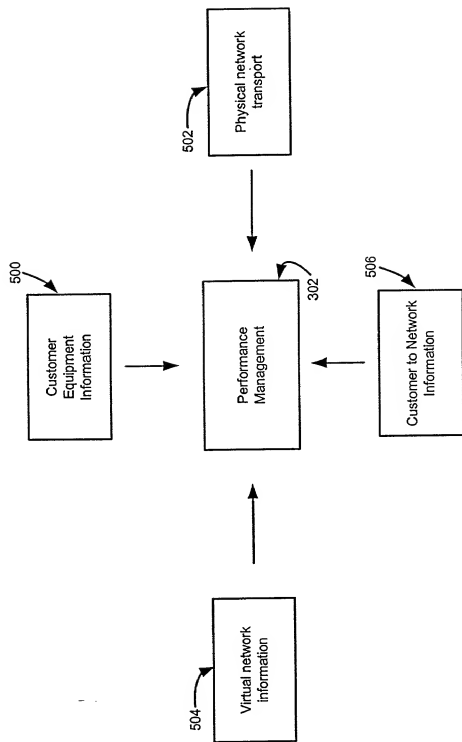 500
Customer
Equipment
Information
504
Virtual network
information
Performance
Management
302
502
Physical network
transport
506
Customer to Network
Information